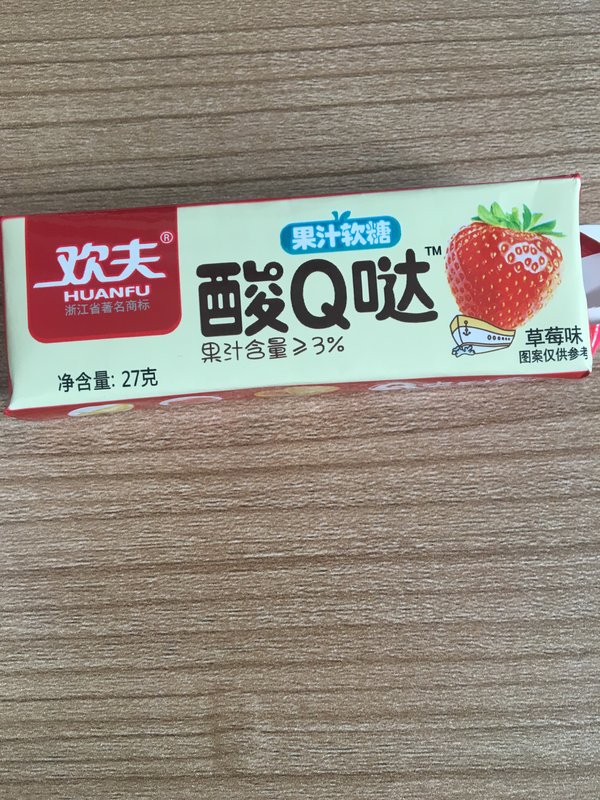 欢夫®
HUANFU
浙江省著名商标
果汁软糖
酸Q哒™
果汁含量≥3%
草莓味
图案仅供参考
净含量: 27克